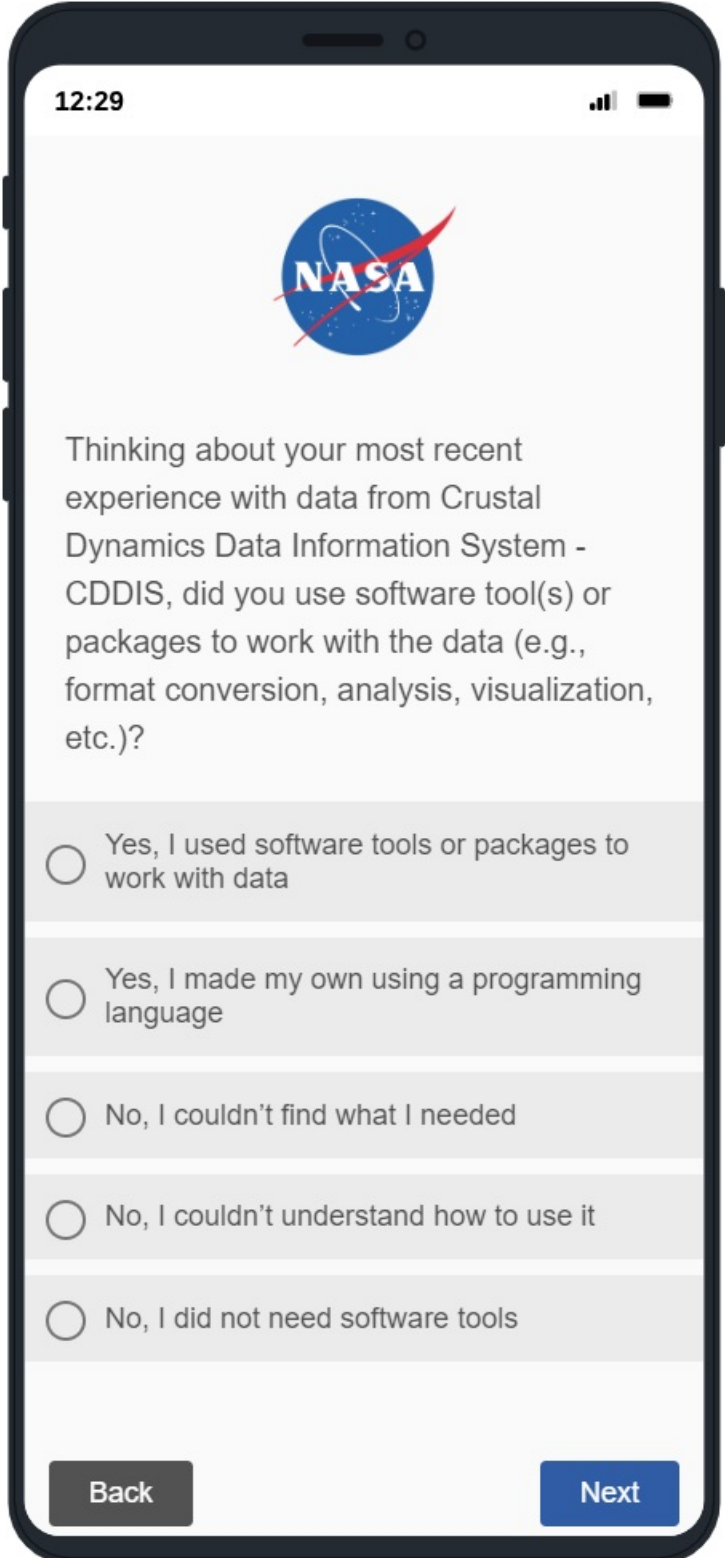 12:29
NASA
Thinking about your most recent
experience with data from Crustal
Dynamics Data Information System -
CDDIS, did you use software tool(s) or
packages to work with the data (e.g.,
format conversion, analysis, visualization,
etc.)?
Yes, I used software tools or packages to
work with data
Yes, I made my own using a programming
language
No, I couldn’t find what I needed
No, I couldn’t understand how to use it
No, I did not need software tools
Back
Next